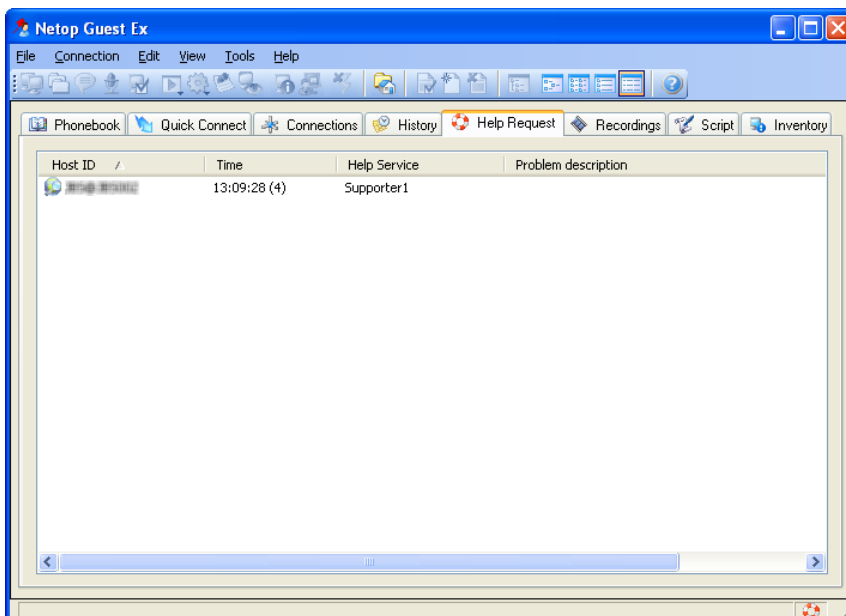 Netop Guest Ex
File Connection Edit View Tools Help
Phonebook Quick Connect Connections History Help Request Recordings Script Inventory
Host ID Time Help Service Problem description
13:09:28 (4) Supporter1